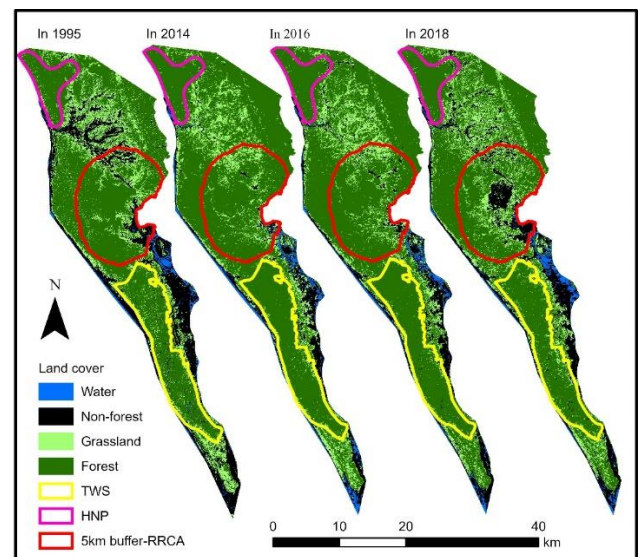 In 1995 In 2014 In 2016 In 2018
N
Land cover
Water
Non-forest
Grassland
Forest
TWS
HNP
5km buffer-RRCA
0 10 20 40
km